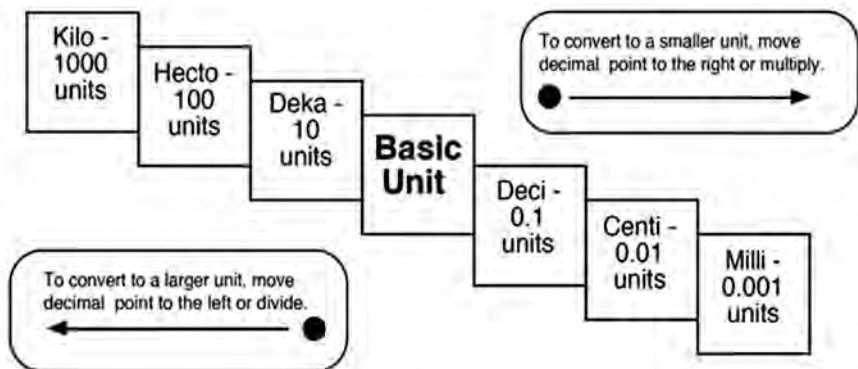 Kilo -
1000
units
Hecto -
100
units
Deka -
10
units
Basic
Unit
Deci -
0.1
units
Centi -
0.01
units
Milli -
0.001
units
To convert to a smaller unit, move
decimal point to the right or multiply.
To convert to a larger unit, move
decimal point to the left or divide.